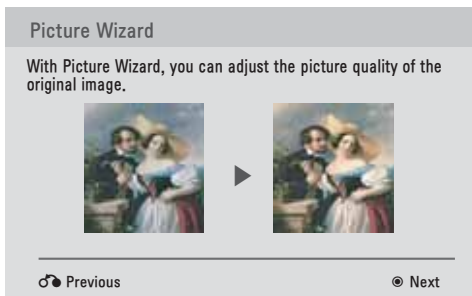 Picture Wizard
With Picture Wizard, you can adjust the picture quality of the
original image.
Previous
Next